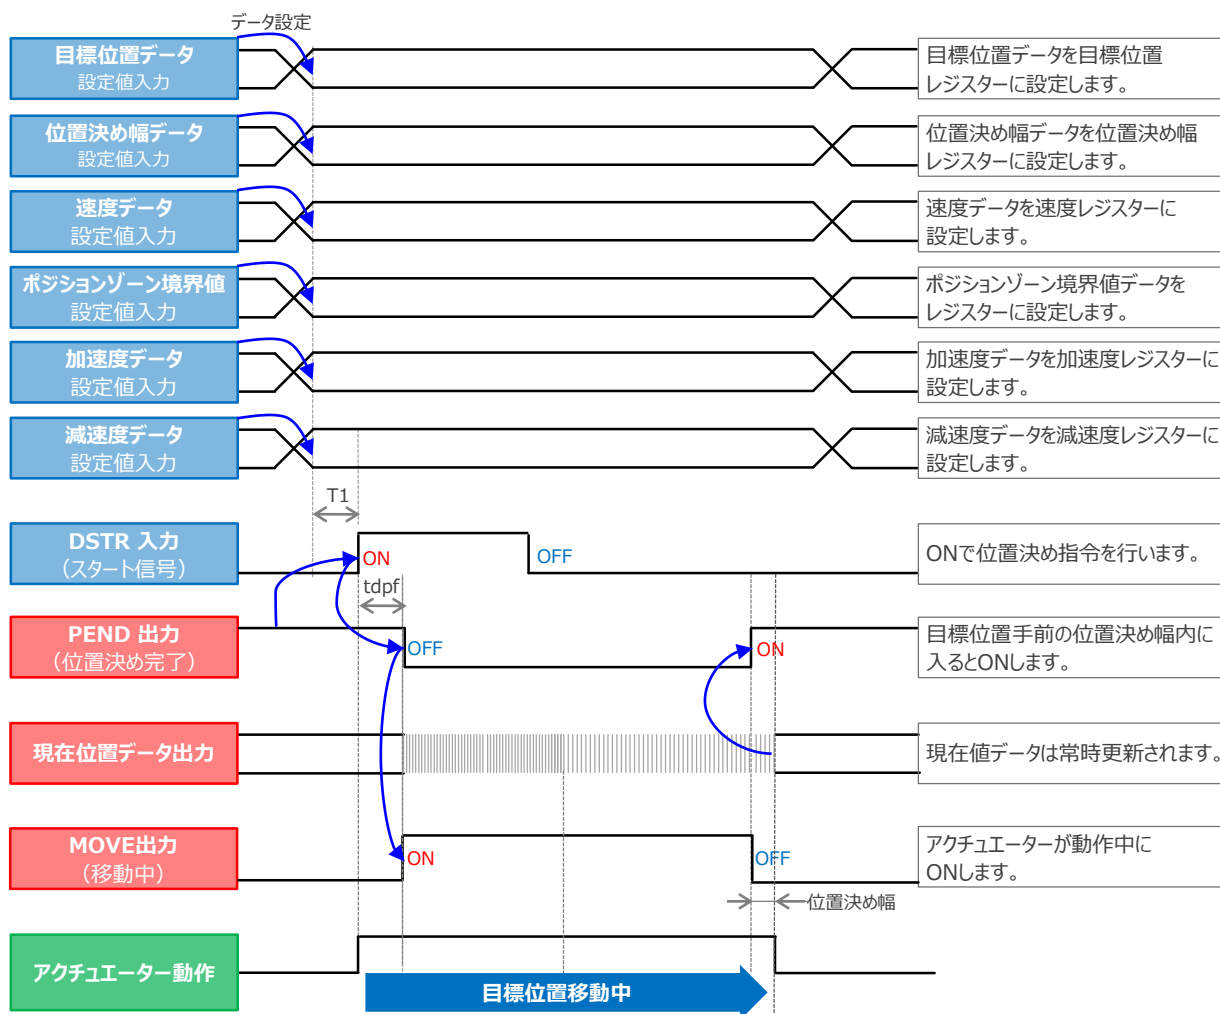 データ設定
目標位置データ
設定値入力
目標位置データを目標位置
レジスターに設定します。
位置決め幅データ
設定値入力
位置決め幅データを位置決め幅
レジスターに設定します。
速度データ
設定値入力
速度データを速度レジスターに
設定します。
ポジションゾーン境界値
設定値入力
ポジションゾーン境界値データを
レジスターに設定します。
加速度データ
設定値入力
加速度データを加速度レジスターに
設定します。
減速度データ
設定値入力
減速度データを減速度レジスターに
設定します。
T1
DSTR 入力
(スタート信号)
ON
OFF
ONで位置決め指令を行います。
tdpf
PEND 出力
(位置決め完了)
OFF
ON
目標位置手前の位置決め幅内に
入るとONします。
現在位置データ出力
現在値データは常時更新されます。
MOVE出力
(移動中)
ON
OFF
アクチュエーターが動作中に
ONします。
位置決め幅
アクチュエーター動作
目標位置移動中